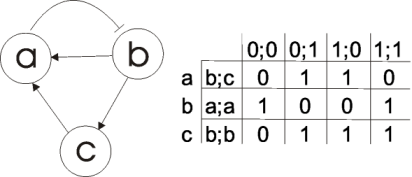 a
b
c
0;0 0;1 1;0 1;1
a b;c 0 1 1 0
b a;a 1 0 0 1
c b;b 0 1 1 1